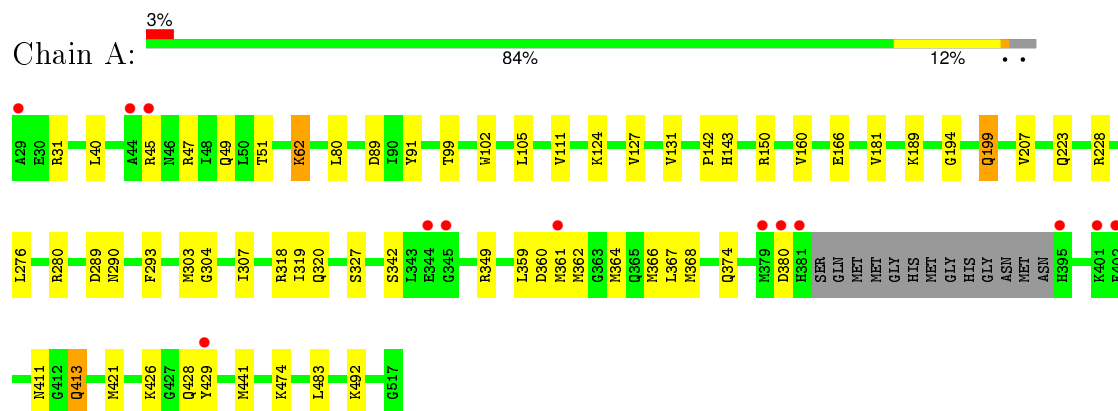 3%
Chain A:
84%
12%
A29 E30 R31 L40 A44 R45 N46 R47 I48 Q49 L50 T51 K62 L80 D89 I90 Y91 T99 W102 L105 V111 K124 V127 V131 P142 H143 R150 V160 E166 V181 K189 G194 Q199 V207 Q223 R228
L276 R280 D289 N290 F293 M303 G304 I307 R318 I319 Q320 S327 S342 L343 E344 G345 R349 L359 D360 M361 M362 G363 M364 Q365 M366 L367 M368 Q374 M379 D380 H381 SER GLN MET MET GLY HIS MET GLY HIS GLY ASN MET ASN H395 K401
N411 G412 Q413 M421 K426 G427 Q428 Y429 M441 K474 L483 K492 G517